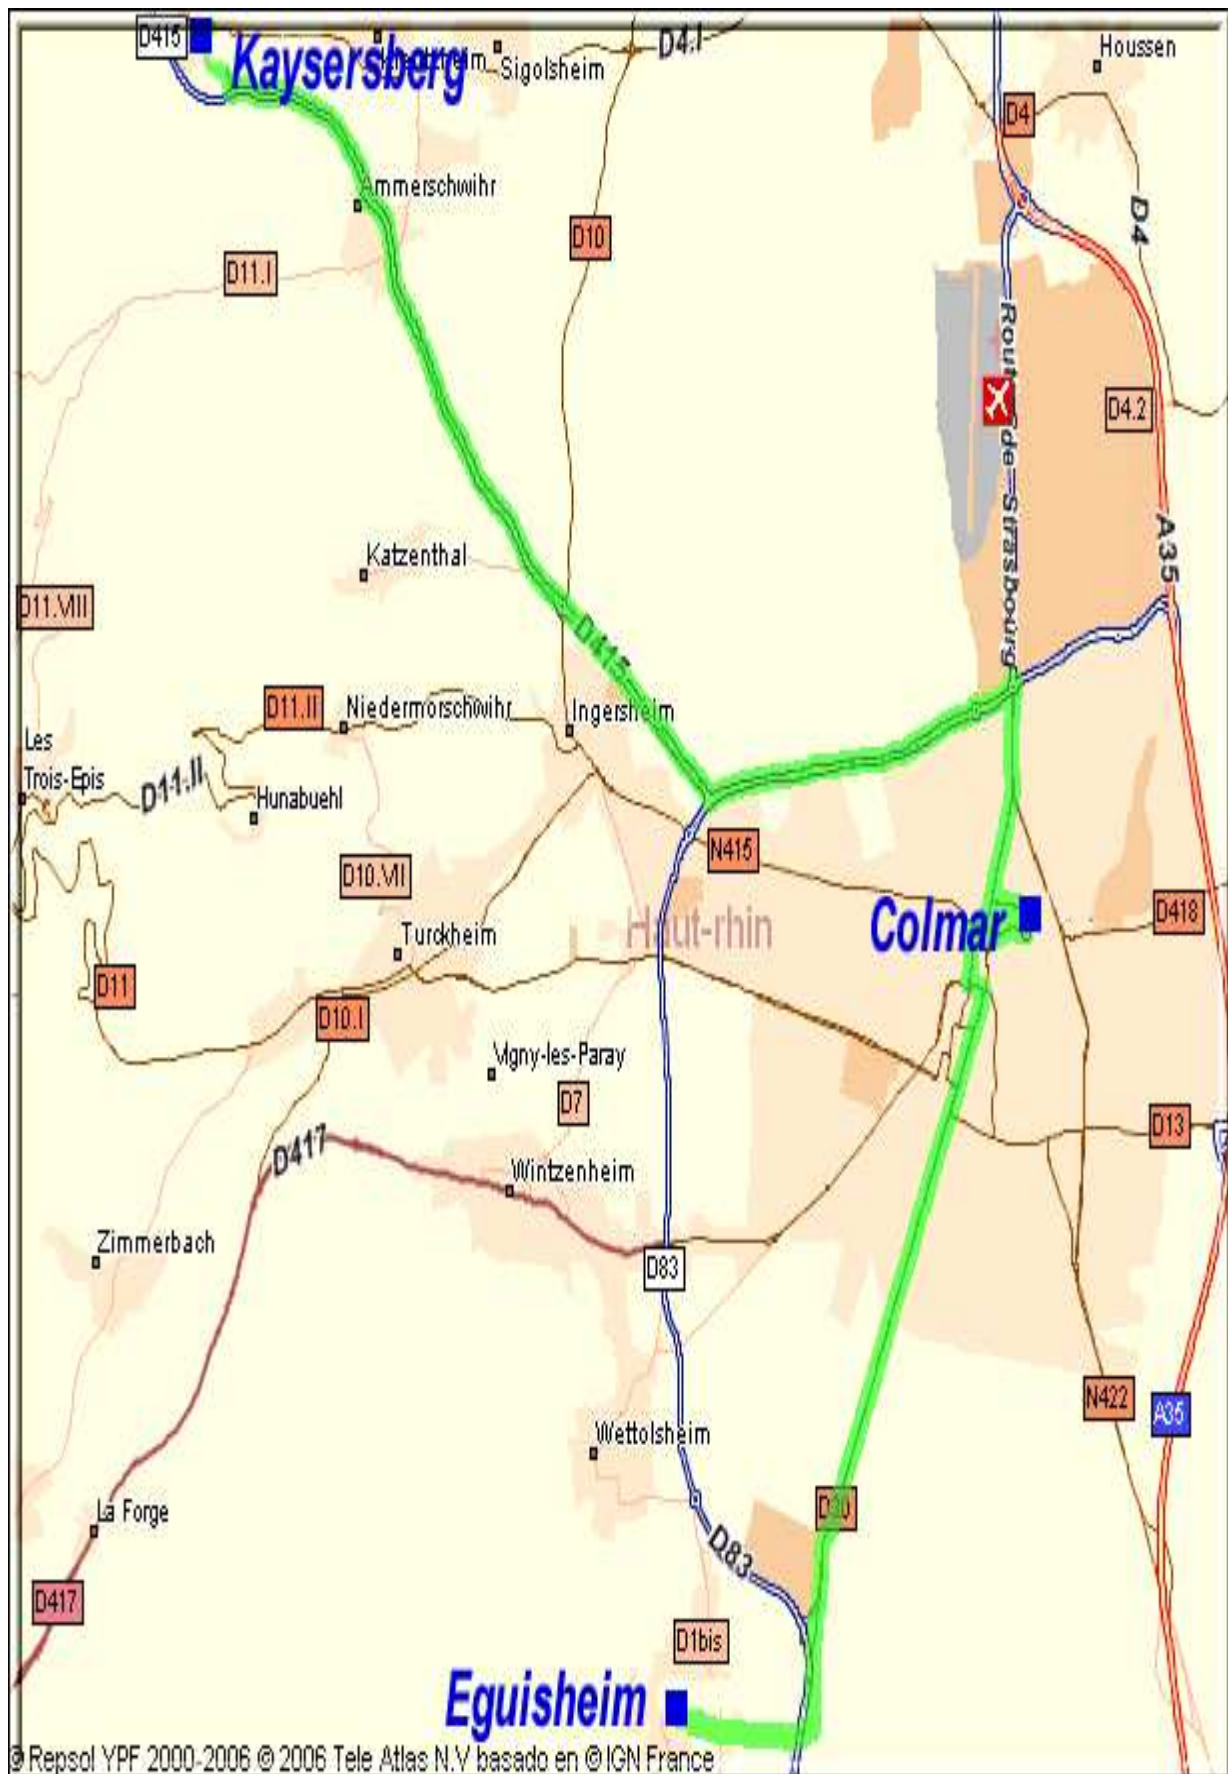 D415
Kaysersberg
Sigolsheim
D4.I
Houssen
D4
Ammerschwihr
D10
D4
D11.I
Route de Strasbourg
D4.2
A35
Katzenthal
D11.VIII
D415
D11.II
Niedermorschwihr
Ingersheim
Les
Trois-Epis
D11.II
Hunabuehl
N415
D10.VII
Colmar
D418
Turckheim
Haut-rhin
D11
D10.I
Vigny-les-Paray
D7
D13
D417
Wintzenheim
Zimmerbach
D83
N422
A35
Wettolsheim
La Forge
D30
D83
D417
D1bis
Eguisheim
© Repsol YPF 2000-2006 © 2006 Tele Atlas N.V basado en © IGN France